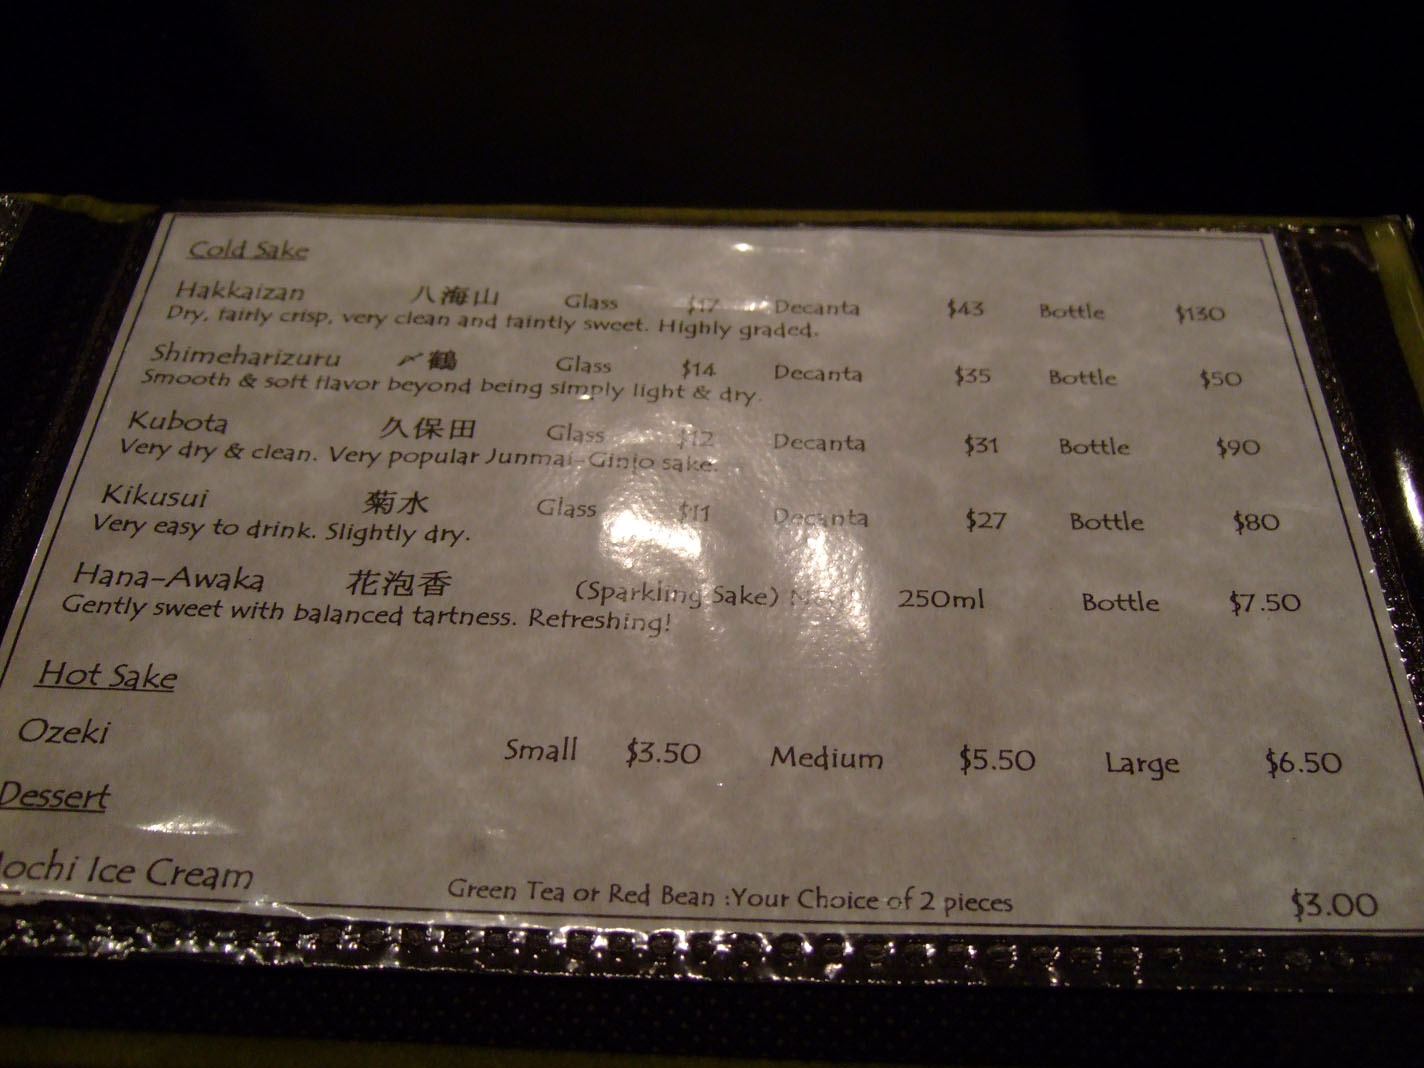 Cold Sake
Hakkaizan 八海山 Glass $17 Decanta $43 Bottle $130
Dry, fairly crisp, very clean and faintly sweet. Highly graded.
Shimeharizuru 〆鶴 Glass $14 Decanta $35 Bottle $50
Smooth & soft flavor beyond being simply light & dry.
Kubota 久保田 Glass $12 Decanta $31 Bottle $90
Very dry & clean. Very popular Junmai-Ginjo sake.
Kikusui 菊水 Glass $11 Decanta $27 Bottle $80
Very easy to drink. Slightly dry.
Hana-Awaka 花泡香 (Sparkling Sake) 250ml Bottle $7.50
Gently sweet with balanced tartness. Refreshing!
Hot Sake
Ozeki Small $3.50 Medium $5.50 Large $6.50
Dessert
ochi Ice Cream Green Tea or Red Bean :Your Choice of 2 pieces $3.00